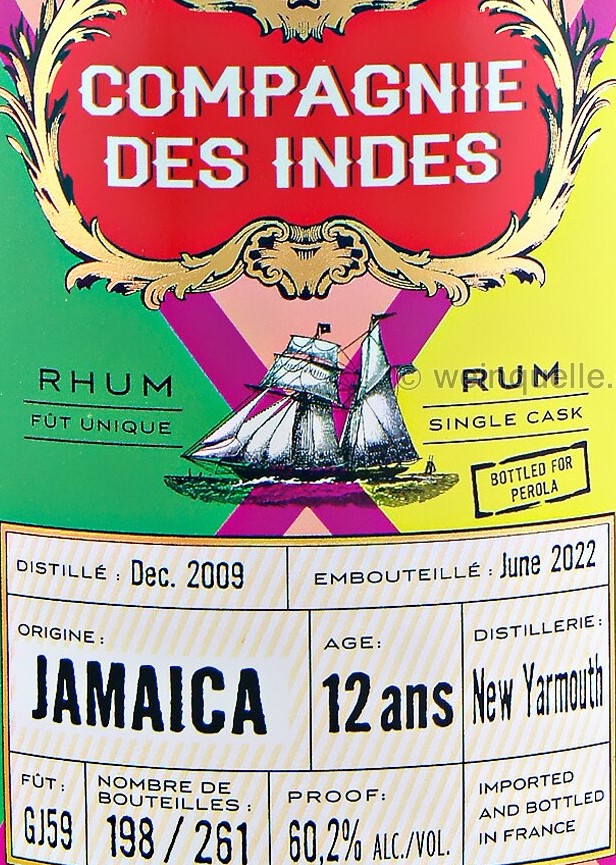 COMPAGNIE
DES INDES
© weinquelle.
RHUM
FÛT UNIQUE
RUM
SINGLE CASK
BOTTLED FOR
PEROLA
DISTILLÉ : Dec. 2009
EMBOUTEILLÉ : June 2022
ORIGINE :
JAMAICA
AGE:
12 ans
DISTILLERIE:
New Yarmouth
FÛT :
GJ59
NOMBRE DE
BOUTEILLES :
198 / 261
PROOF:
60,2% ALC./VOL.
IMPORTED
AND BOTTLED
IN FRANCE